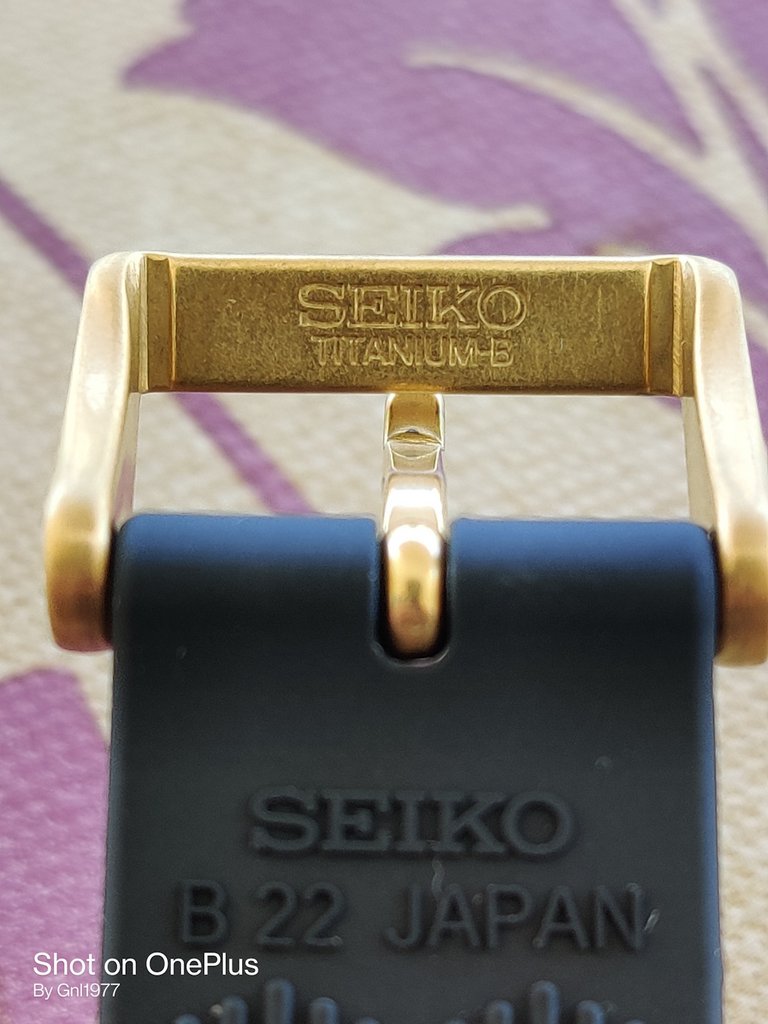 SEIKO
TITANIUM-B
SEIKO
B 22 JAPAN
Shot on OnePlus
By Gnl1977